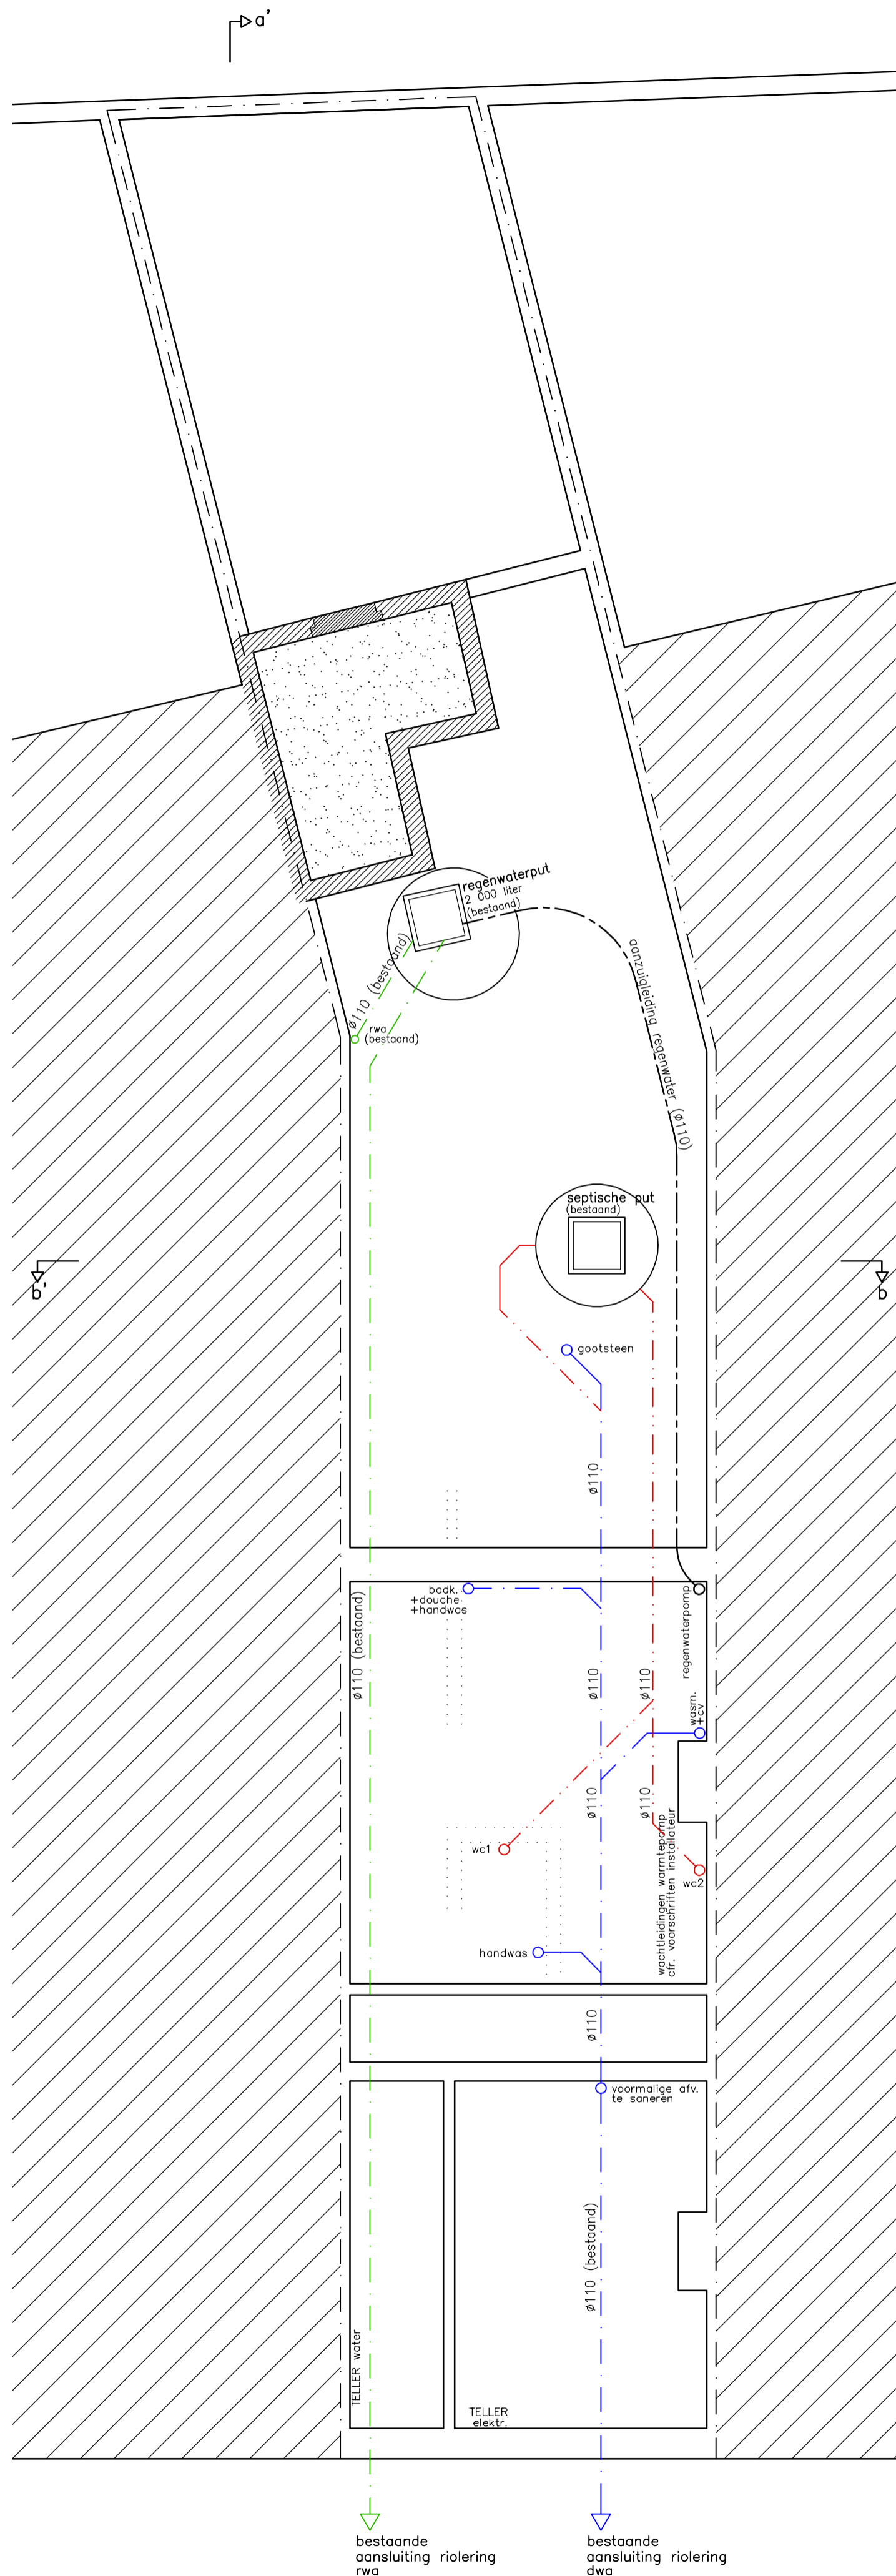 a'
regenwaterput
2 000 liter
(bestaand)
ø110 (bestaand)
rwa
(bestaand)
aanzuigleiding regenwater (ø110)
septische put
(bestaand)
b'
b
gootsteen
ø110
badk.
+douche
+handwas
regenwaterpomp
ø110 (bestaand)
ø110
ø110
wasm.
+cv
ø110
ø110
wachtleidingen warmtepomp
cfr. voorschriften installateur
wc1
wc2
handwas
ø110
voormalige afv.
te saneren
ø110 (bestaand)
TELLER water
TELLER
elektr.
bestaande
aansluiting riolering
rwa
bestaande
aansluiting riolering
dwa